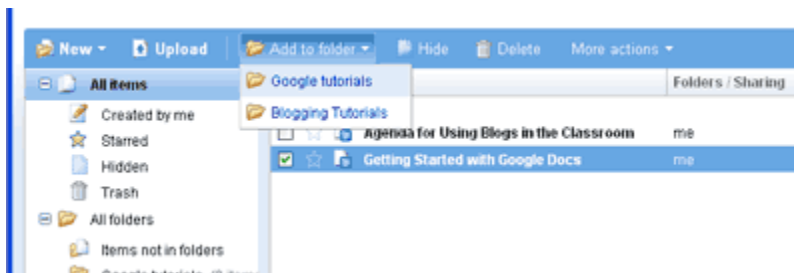 New Upload Add to folder Hide Delete More actions
All items Google tutorials Folders / Sharing
Created by me Blogging Tutorials
Starred Agenda for Using Blogs in the Classroom me
Hidden Getting Started with Google Docs me
Trash
All folders
Items not in folders
Google tutorials